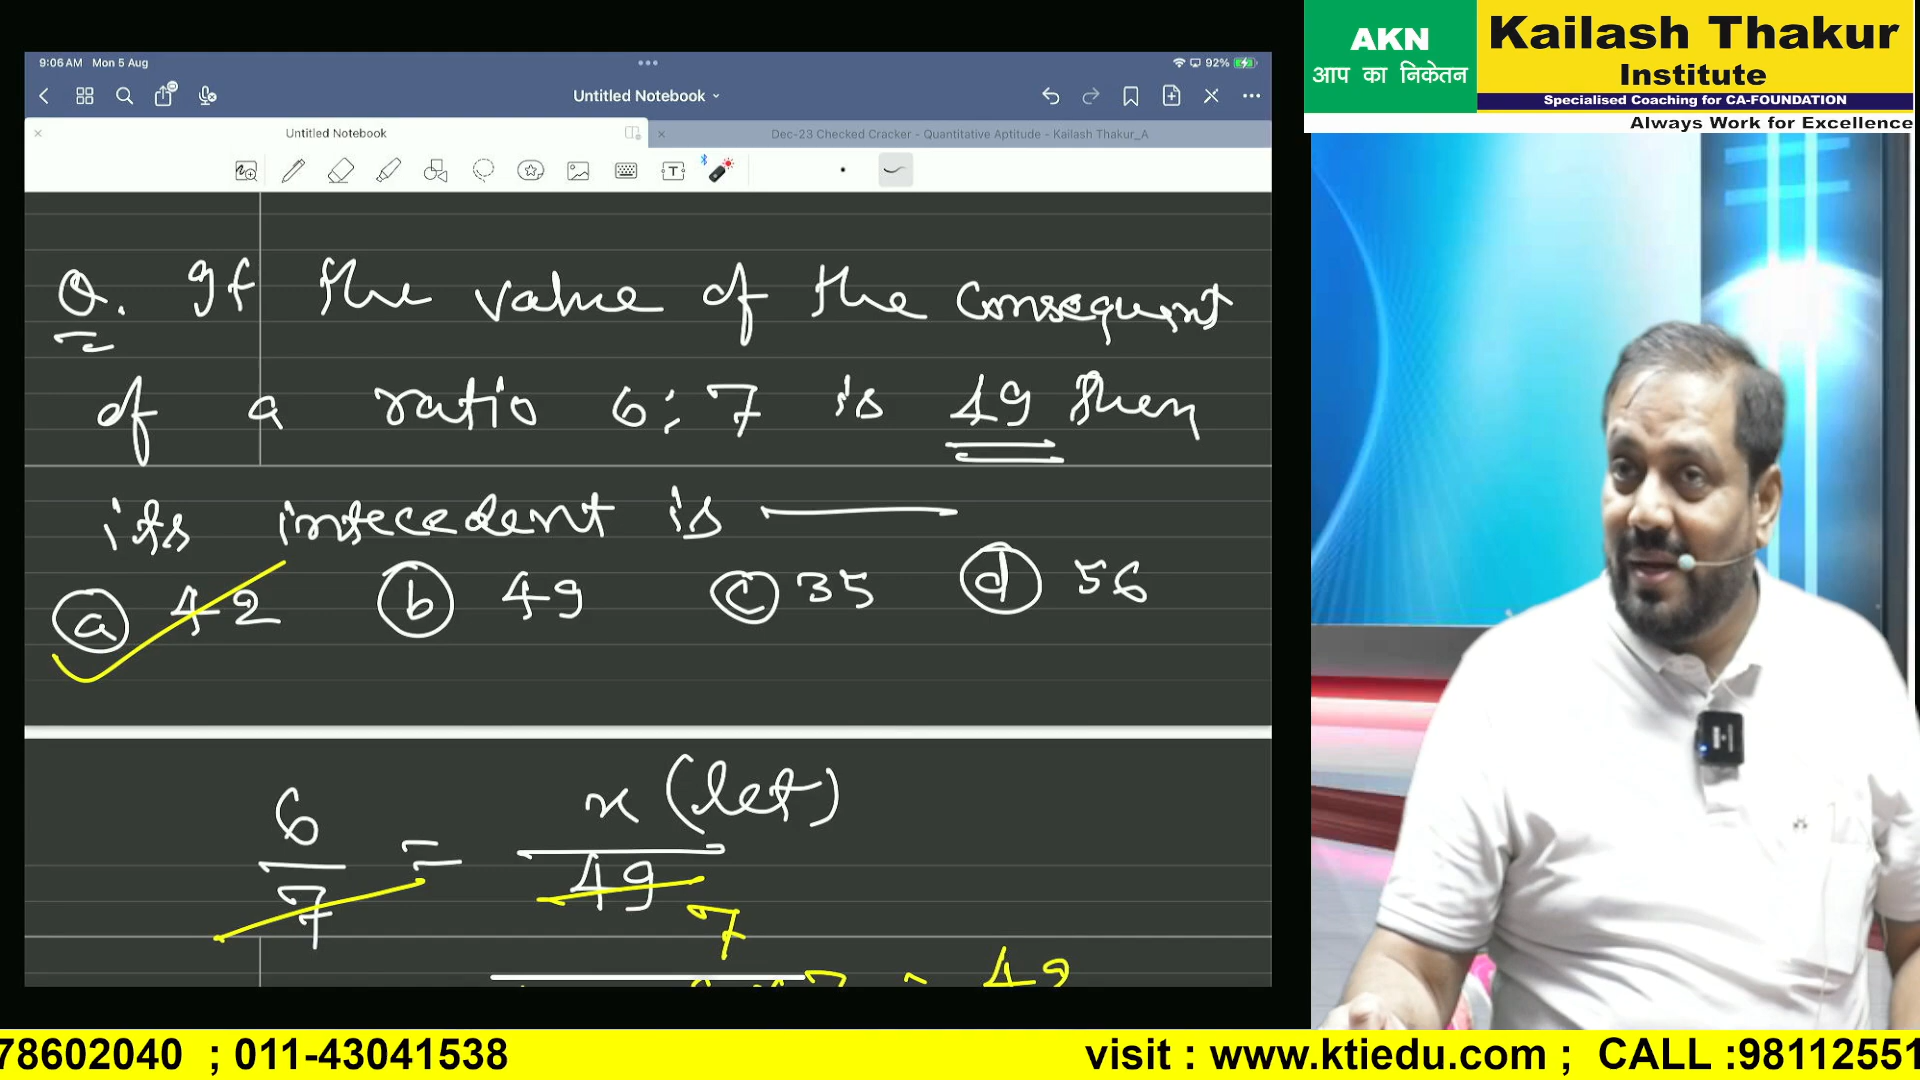 AKN
आप का निकेतन
Kailash Thakur
Institute
Specialised Coaching for CA-FOUNDATION
Always Work for Excellence
9:06 AM Mon 5 Aug
92%
Untitled Notebook
Untitled Notebook
Dec-23 Checked Cracker - Quantitative Aptitude - Kailash Thakur_A
Q. If the value of the consequent
of a ratio 6:7 is 49 then
its intecedent is
a 42 b 49 c 35 d 56
6 x (let)
=
7 49
7
42
78602040 ; 011-43041538
visit : www.ktiedu.com ; CALL :98112551